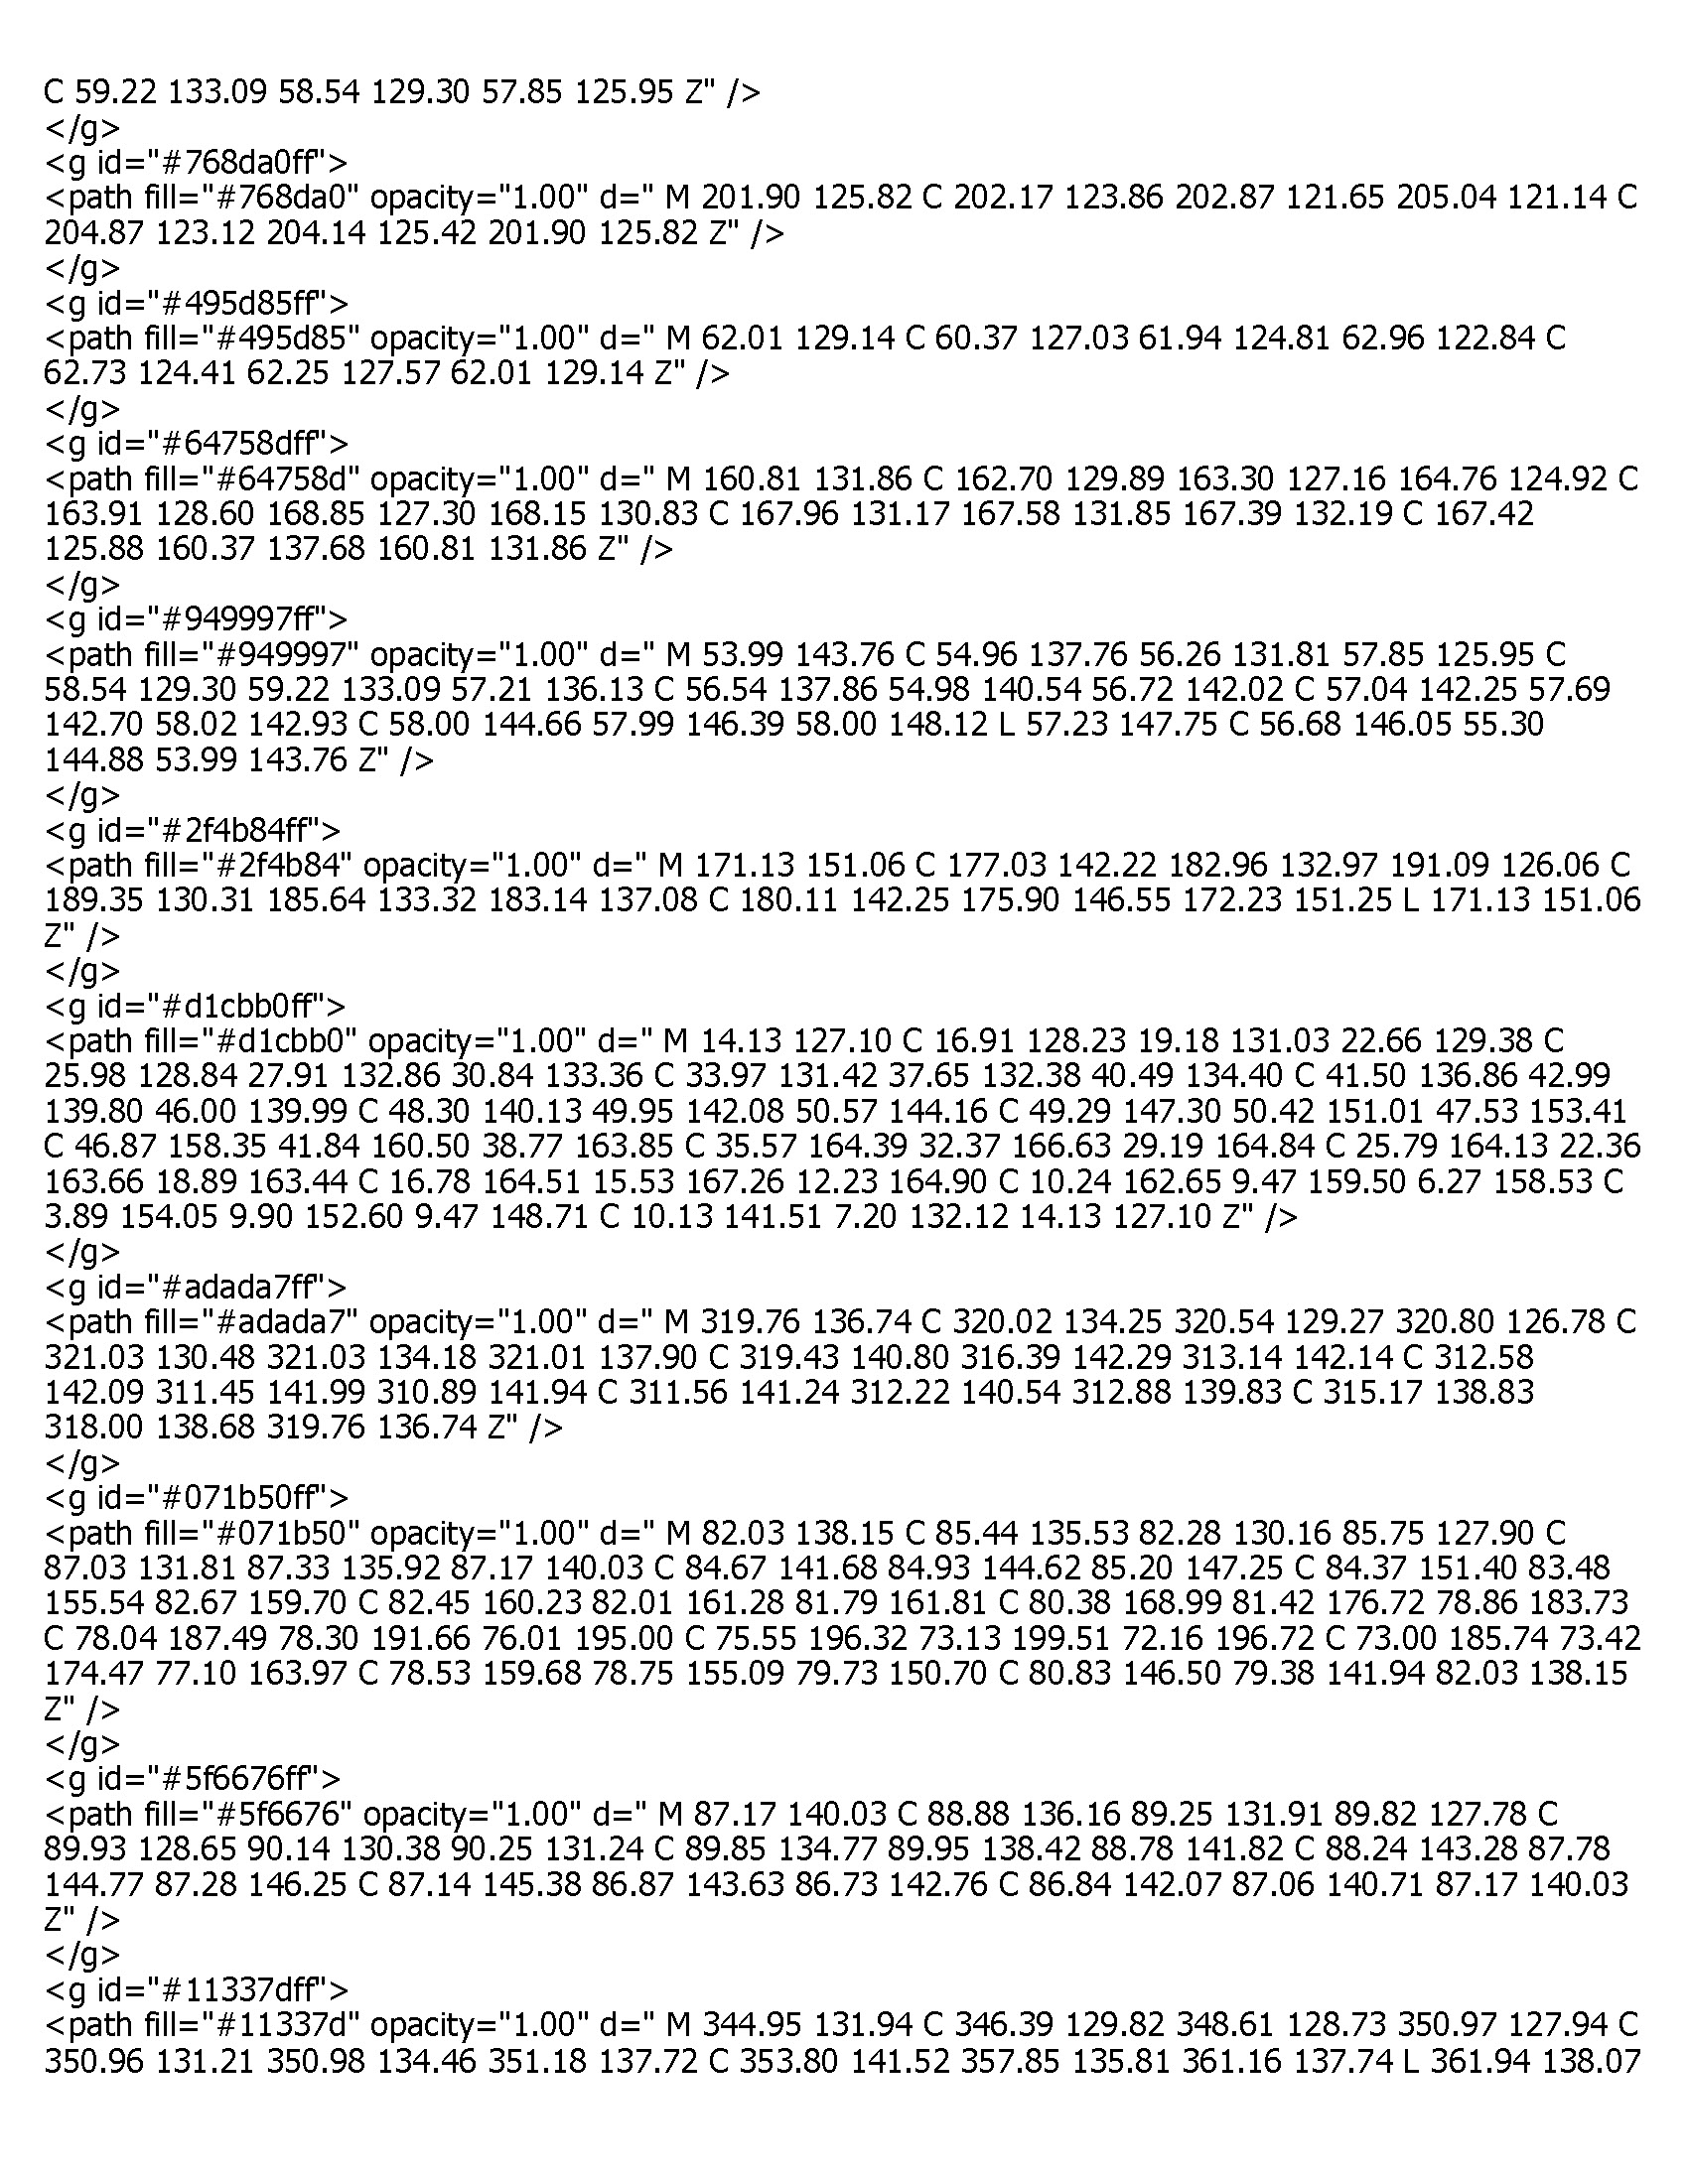 C 59.22 133.09 58.54 129.30 57.85 125.95 Z" />
</g>
<g id="#768da0ff">
<path fill="#768da0" opacity="1.00" d=" M 201.90 125.82 C 202.17 123.86 202.87 121.65 205.04 121.14 C
204.87 123.12 204.14 125.42 201.90 125.82 Z" />
</g>
<g id="#495d85ff">
<path fill="#495d85" opacity="1.00" d=" M 62.01 129.14 C 60.37 127.03 61.94 124.81 62.96 122.84 C
62.73 124.41 62.25 127.57 62.01 129.14 Z" />
</g>
<g id="#64758dff">
<path fill="#64758d" opacity="1.00" d=" M 160.81 131.86 C 162.70 129.89 163.30 127.16 164.76 124.92 C
163.91 128.60 168.85 127.30 168.15 130.83 C 167.96 131.17 167.58 131.85 167.39 132.19 C 167.42
125.88 160.37 137.68 160.81 131.86 Z" />
</g>
<g id="#949997ff">
<path fill="#949997" opacity="1.00" d=" M 53.99 143.76 C 54.96 137.76 56.26 131.81 57.85 125.95 C
58.54 129.30 59.22 133.09 57.21 136.13 C 56.54 137.86 54.98 140.54 56.72 142.02 C 57.04 142.25 57.69
142.70 58.02 142.93 C 58.00 144.66 57.99 146.39 58.00 148.12 L 57.23 147.75 C 56.68 146.05 55.30
144.88 53.99 143.76 Z" />
</g>
<g id="#2f4b84ff">
<path fill="#2f4b84" opacity="1.00" d=" M 171.13 151.06 C 177.03 142.22 182.96 132.97 191.09 126.06 C
189.35 130.31 185.64 133.32 183.14 137.08 C 180.11 142.25 175.90 146.55 172.23 151.25 L 171.13 151.06
Z" />
</g>
<g id="#d1cbb0ff">
<path fill="#d1cbb0" opacity="1.00" d=" M 14.13 127.10 C 16.91 128.23 19.18 131.03 22.66 129.38 C
25.98 128.84 27.91 132.86 30.84 133.36 C 33.97 131.42 37.65 132.38 40.49 134.40 C 41.50 136.86 42.99
139.80 46.00 139.99 C 48.30 140.13 49.95 142.08 50.57 144.16 C 49.29 147.30 50.42 151.01 47.53 153.41
C 46.87 158.35 41.84 160.50 38.77 163.85 C 35.57 164.39 32.37 166.63 29.19 164.84 C 25.79 164.13 22.36
163.66 18.89 163.44 C 16.78 164.51 15.53 167.26 12.23 164.90 C 10.24 162.65 9.47 159.50 6.27 158.53 C
3.89 154.05 9.90 152.60 9.47 148.71 C 10.13 141.51 7.20 132.12 14.13 127.10 Z" />
</g>
<g id="#adada7ff">
<path fill="#adada7" opacity="1.00" d=" M 319.76 136.74 C 320.02 134.25 320.54 129.27 320.80 126.78 C
321.03 130.48 321.03 134.18 321.01 137.90 C 319.43 140.80 316.39 142.29 313.14 142.14 C 312.58
142.09 311.45 141.99 310.89 141.94 C 311.56 141.24 312.22 140.54 312.88 139.83 C 315.17 138.83
318.00 138.68 319.76 136.74 Z" />
</g>
<g id="#071b50ff">
<path fill="#071b50" opacity="1.00" d=" M 82.03 138.15 C 85.44 135.53 82.28 130.16 85.75 127.90 C
87.03 131.81 87.33 135.92 87.17 140.03 C 84.67 141.68 84.93 144.62 85.20 147.25 C 84.37 151.40 83.48
155.54 82.67 159.70 C 82.45 160.23 82.01 161.28 81.79 161.81 C 80.38 168.99 81.42 176.72 78.86 183.73
C 78.04 187.49 78.30 191.66 76.01 195.00 C 75.55 196.32 73.13 199.51 72.16 196.72 C 73.00 185.74 73.42
174.47 77.10 163.97 C 78.53 159.68 78.75 155.09 79.73 150.70 C 80.83 146.50 79.38 141.94 82.03 138.15
Z" />
</g>
<g id="#5f6676ff">
<path fill="#5f6676" opacity="1.00" d=" M 87.17 140.03 C 88.88 136.16 89.25 131.91 89.82 127.78 C
89.93 128.65 90.14 130.38 90.25 131.24 C 89.85 134.77 89.95 138.42 88.78 141.82 C 88.24 143.28 87.78
144.77 87.28 146.25 C 87.14 145.38 86.87 143.63 86.73 142.76 C 86.84 142.07 87.06 140.71 87.17 140.03
Z" />
</g>
<g id="#11337dff">
<path fill="#11337d" opacity="1.00" d=" M 344.95 131.94 C 346.39 129.82 348.61 128.73 350.97 127.94 C
350.96 131.21 350.98 134.46 351.18 137.72 C 353.80 141.52 357.85 135.81 361.16 137.74 L 361.94 138.07